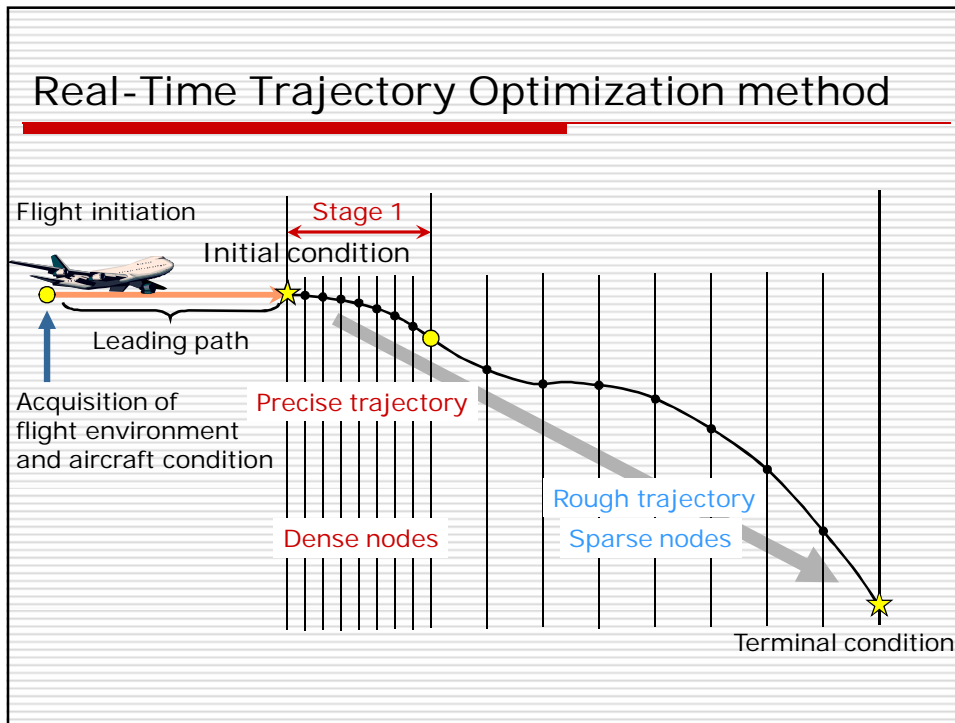 Real-Time Trajectory Optimization method
Flight initiation
Stage 1
Initial condition
Leading path
Acquisition of
flight environment
and aircraft condition
Precise trajectory
Rough trajectory
Dense nodes
Sparse nodes
Terminal condition